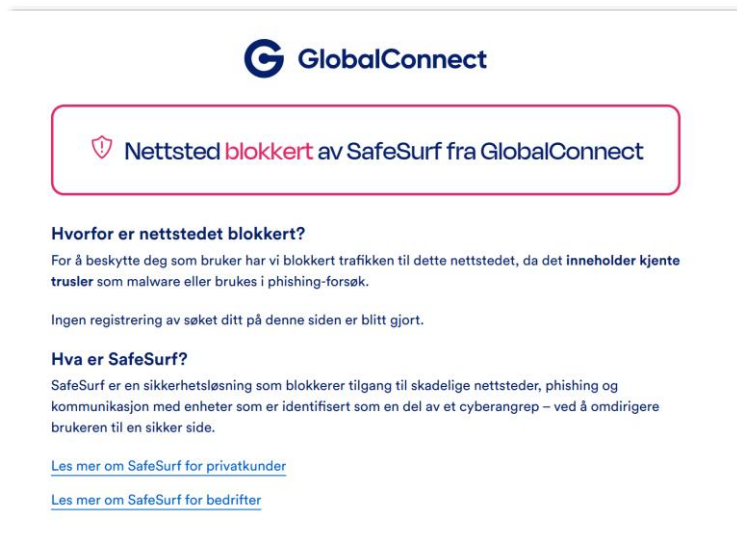 GlobalConnect
Nettsted blokkert av SafeSurf fra GlobalConnect
Hvorfor er nettstedet blokkert?
For å beskytte deg som bruker har vi blokkert trafikken til dette nettstedet, da det inneholder kjente
trusler som malware eller brukes i phishing-forsøk.
Ingen registrering av søket ditt på denne siden er blitt gjort.
Hva er SafeSurf?
SafeSurf er en sikkerhetsløsning som blokkerer tilgang til skadelige nettsteder, phishing og
kommunikasjon med enheter som er identifisert som en del av et cyberangrep – ved å omdirigere
brukeren til en sikker side.
Les mer om SafeSurf for privatkunder
Les mer om SafeSurf for bedrifter